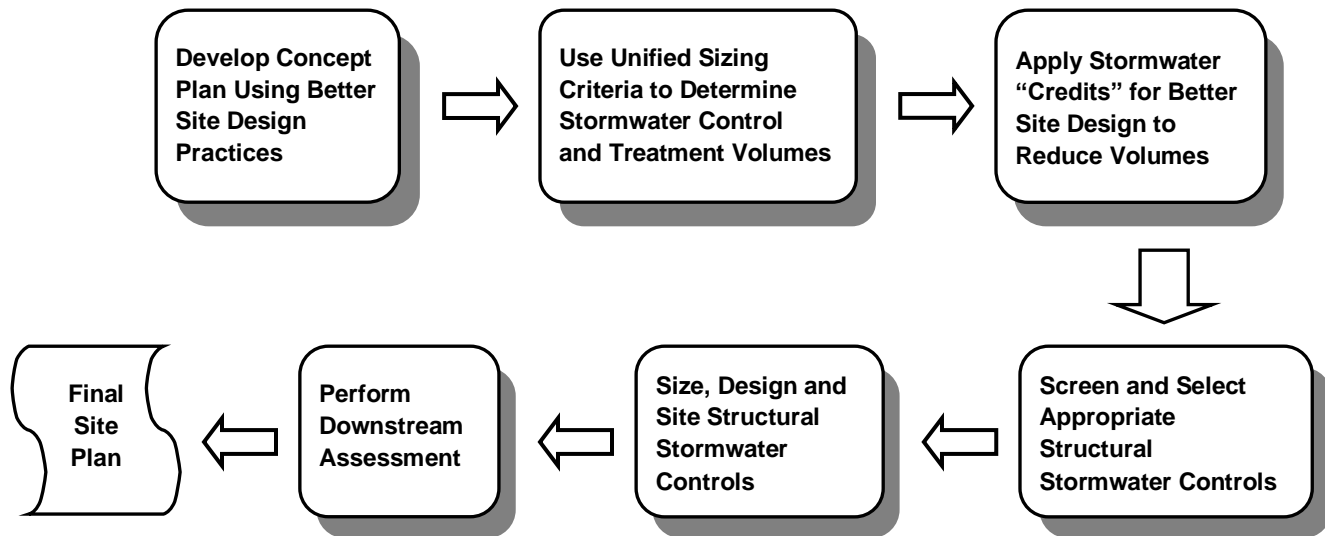 Develop Concept
Plan Using Better
Site Design
Practices
Use Unified Sizing
Criteria to Determine
Stormwater Control
and Treatment Volumes
Apply Stormwater
“Credits” for Better
Site Design to
Reduce Volumes
Screen and Select
Appropriate
Structural
Stormwater Controls
Size, Design and
Site Structural
Stormwater
Controls
Perform
Downstream
Assessment
Final
Site
Plan